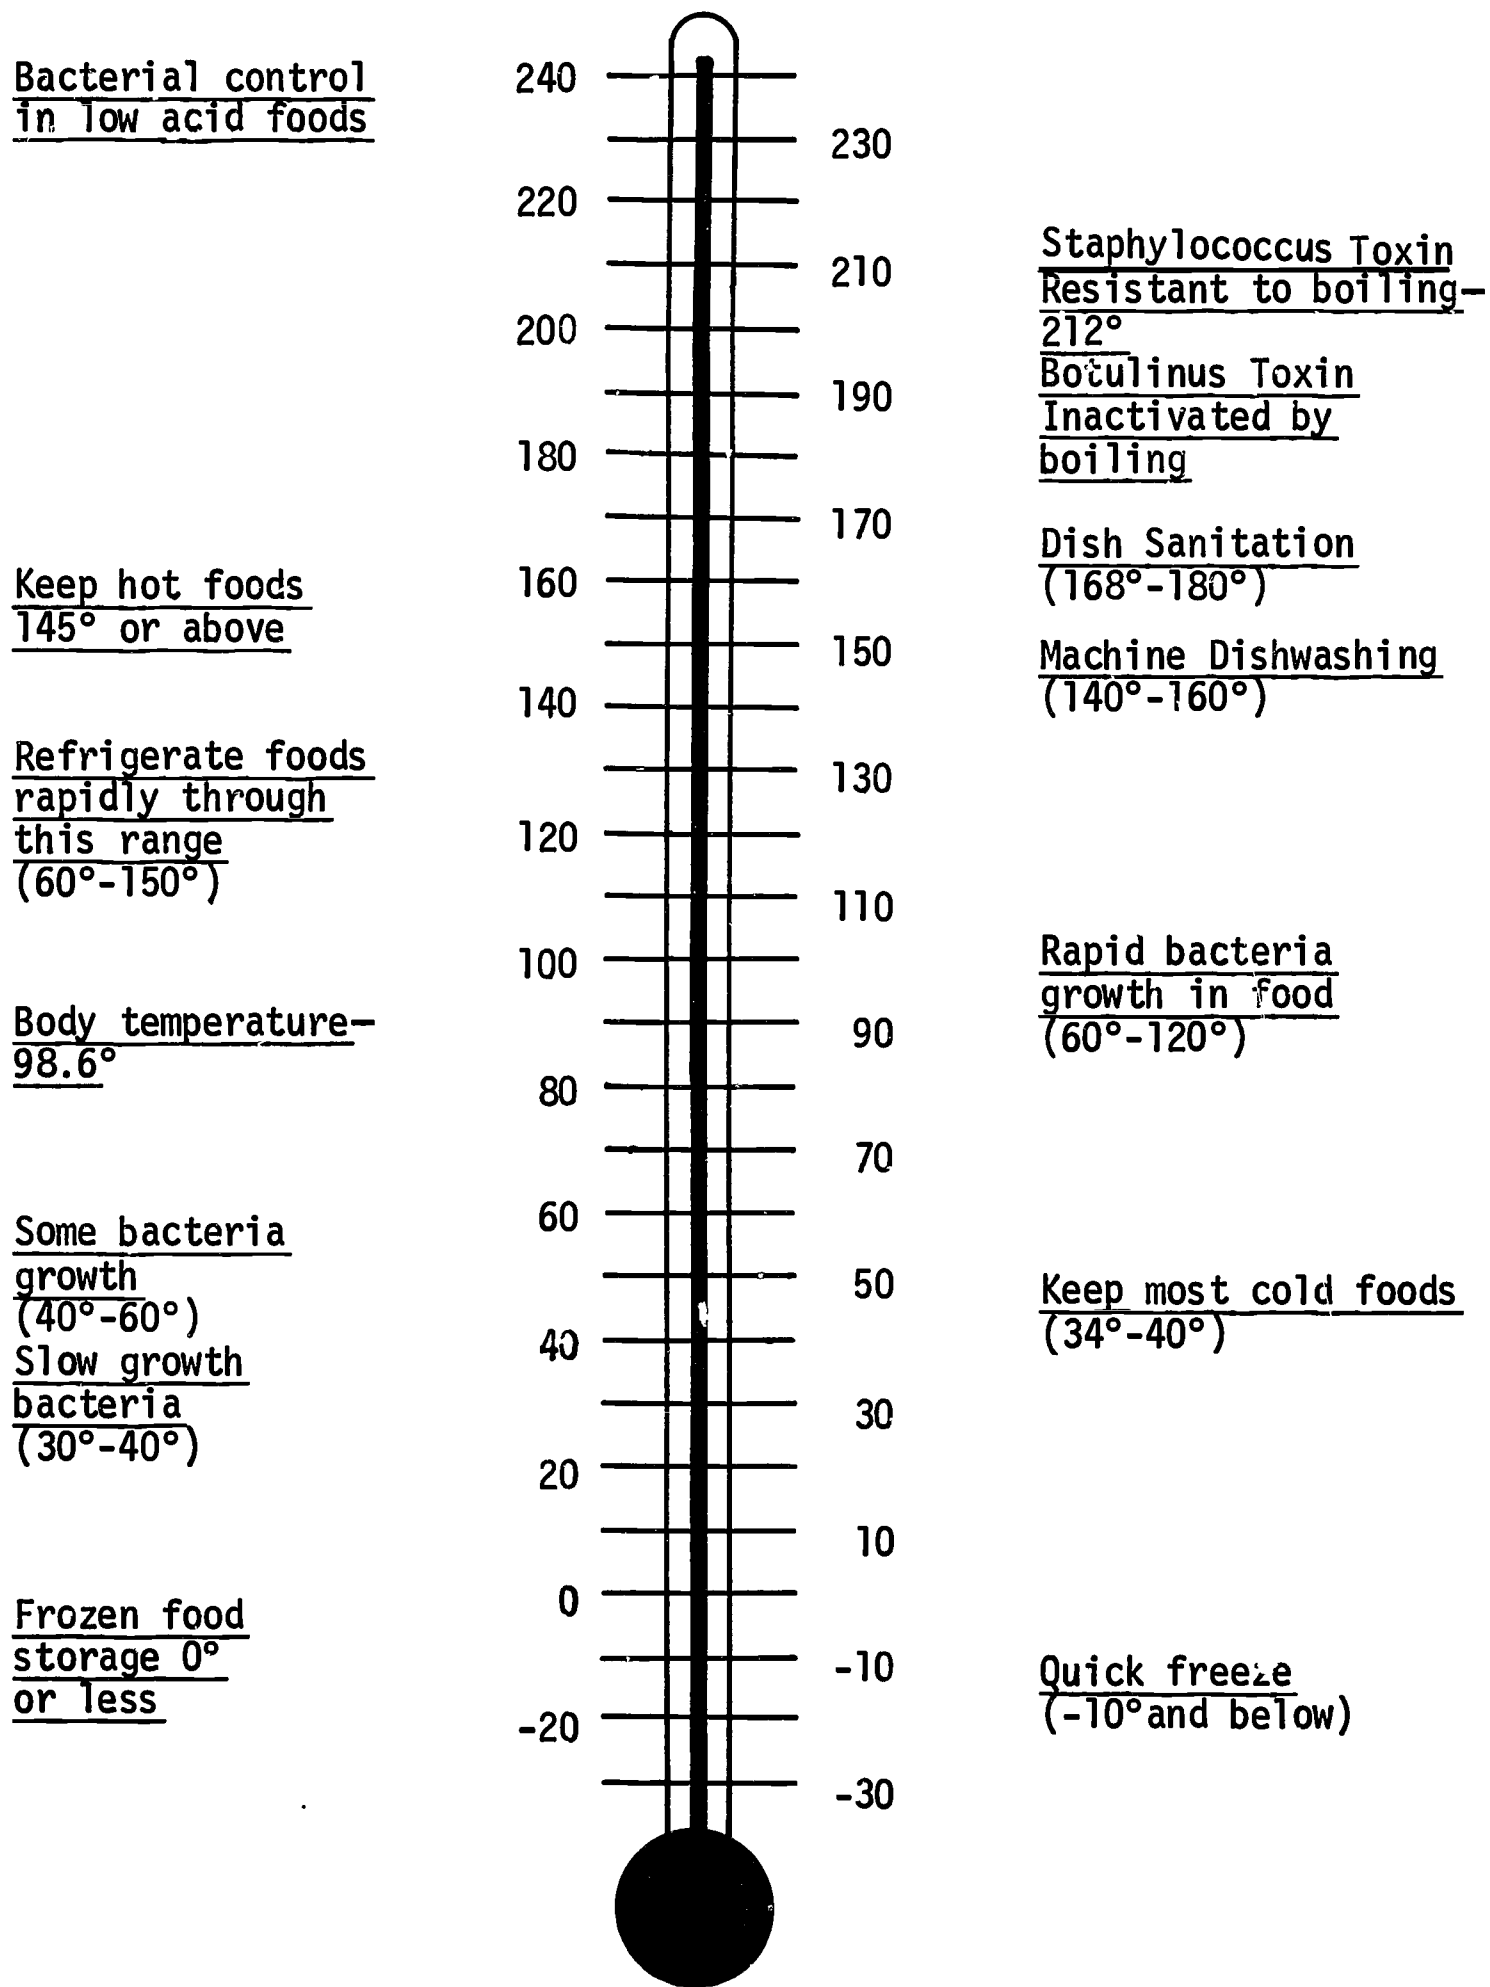 Bacterial control
in low acid foods
Keep hot foods
145° or above
Refrigerate foods
rapidly through
this range
(60°-150°)
Body temperature-
98.6°
Some bacteria
growth
(40°-60°)
Slow growth
bacteria
(30°-40°)
Frozen food
storage 0°
or less
240
220
200
180
160
140
120
100
80
60
40
20
0
-20
230
210
190
170
150
130
110
90
70
50
30
10
-10
-30
Staphylococcus Toxin
Resistant to boiling-
212°
Botulinus Toxin
Inactivated by
boiling
Dish Sanitation
(168°-180°)
Machine Dishwashing
(140°-160°)
Rapid bacteria
growth in food
(60°-120°)
Keep most cold foods
(34°-40°)
Quick freeze
(-10°and below)